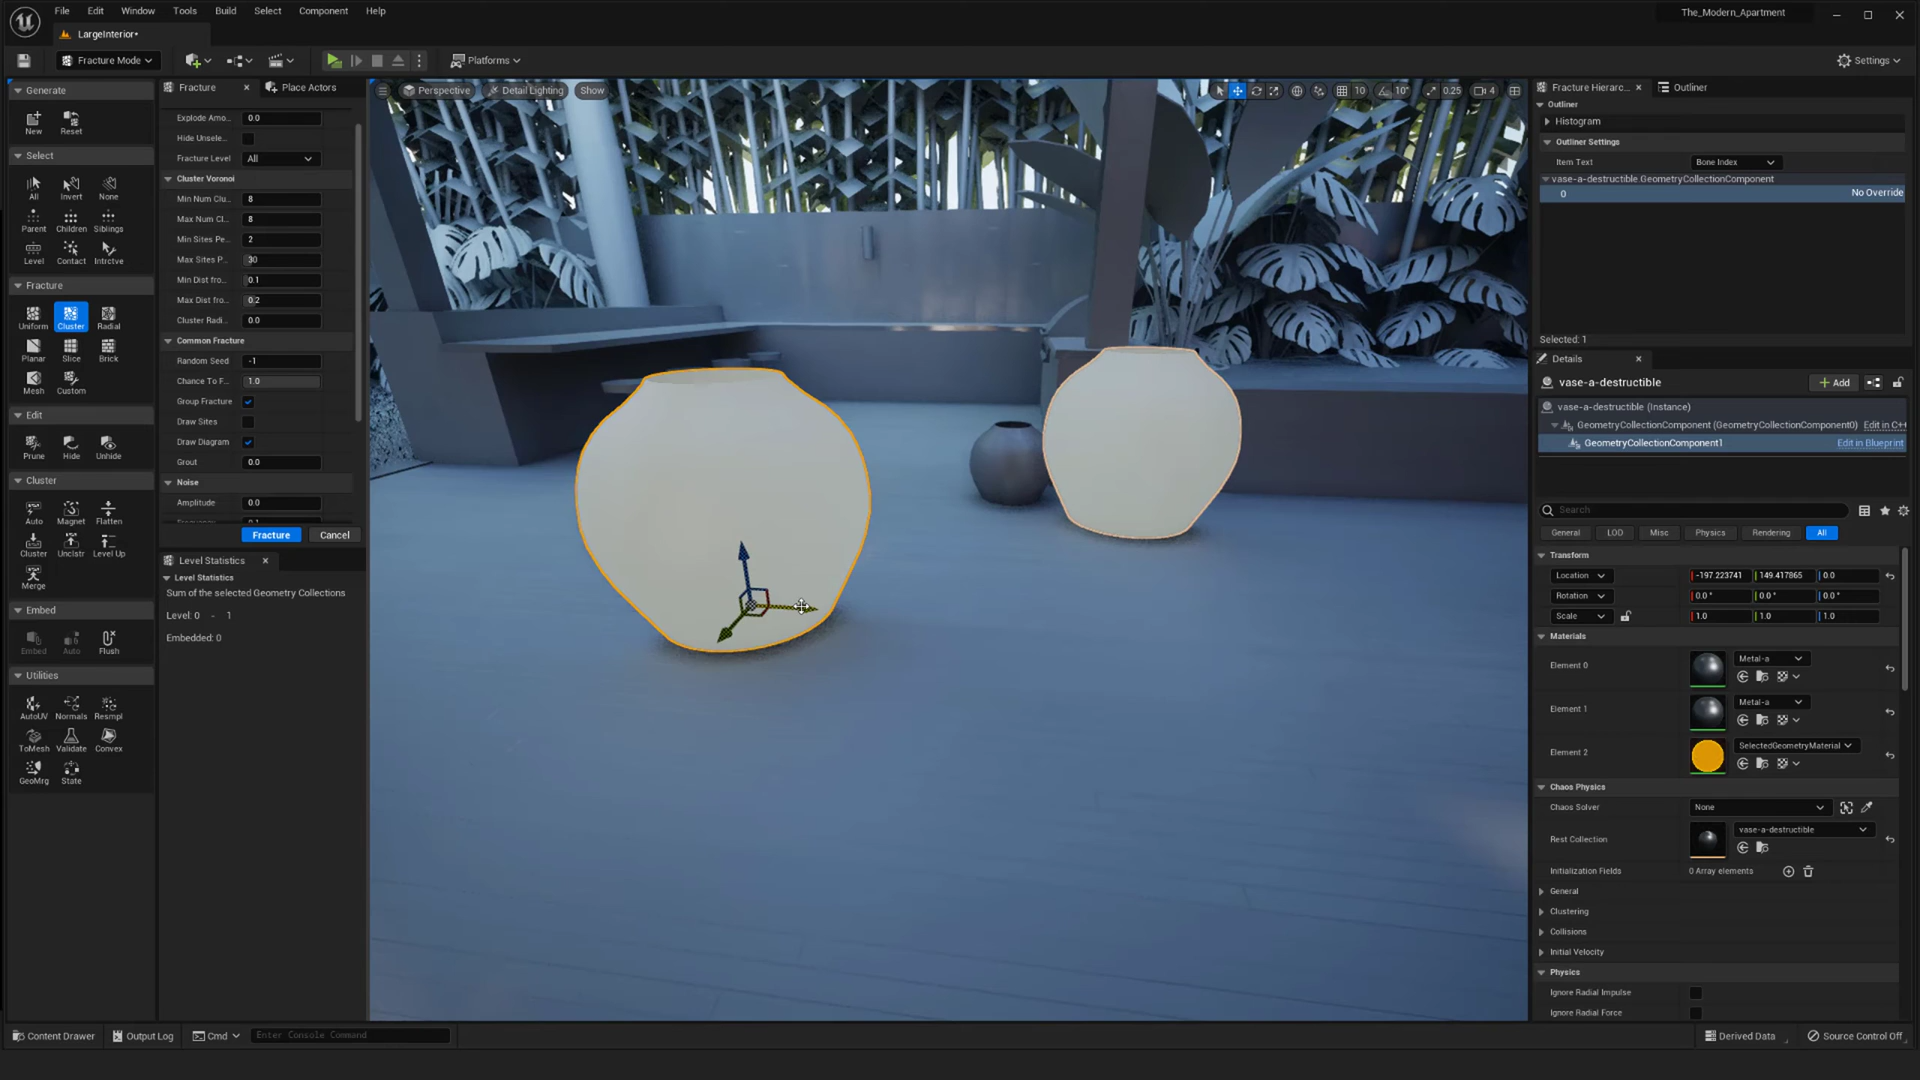 File Edit Window Tools Build Select Component Help
The_Modern_Apartment
LargeInterior*
Fracture Mode
Platforms
Settings
Generate
New Reset
Select
All Invert None
Parent Children Siblings
Level Contact Intrctve
Fracture
Uniform Cluster Radial
Planar Slice Brick
Mesh Custom
Edit
Prune Hide Unhide
Cluster
Auto Magnet Flatten
Cluster Unclstr Level Up
Merge
Embed
Embed Auto Flush
Utilities
AutoUV Normals Resmpl
ToMesh Validate Convex
GeoMrg State
Fracture Place Actors
Explode Amo... 0.0
Hide Unsele...
Fracture Level All
Cluster Voronoi
Min Num Clu... 8
Max Num Cl... 8
Min Sites Pe... 2
Max Sites P... 30
Min Dist fro... 0.1
Max Dist fro... 0.2
Cluster Radi... 0.0
Common Fracture
Random Seed -1
Chance To F... 1.0
Group Fracture
Draw Sites
Draw Diagram
Grout 0.0
Noise
Amplitude 0.0
Fracture Cancel
Level Statistics
Level Statistics
Sum of the selected Geometry Collections
Level: 0 - 1
Embedded: 0
Perspective Detail Lighting Show
10 10° 0.25 4
Fracture Hierarc... Outliner
Outliner
Histogram
Outliner Settings
Item Text Bone Index
vase-a-destructible.GeometryCollectionComponent
0 No Override
Selected: 1
Details
vase-a-destructible
Add
vase-a-destructible (Instance)
GeometryCollectionComponent (GeometryCollectionComponent0) Edit in C++
GeometryCollectionComponent1 Edit in Blueprint
Search
General LOD Misc Physics Rendering All
Transform
Location -197.223741 149.417865 0.0
Rotation 0.0° 0.0° 0.0°
Scale 1.0 1.0 1.0
Materials
Element 0 Metal-a
Element 1 Metal-a
Element 2 SelectedGeometryMaterial
Chaos Physics
Chaos Solver None
Rest Collection vase-a-destructible
Initialization Fields 0 Array elements
General
Clustering
Collisions
Initial Velocity
Physics
Ignore Radial Impulse
Ignore Radial Force
Content Drawer Output Log Cmd Enter Console Command
Derived Data Source Control Off